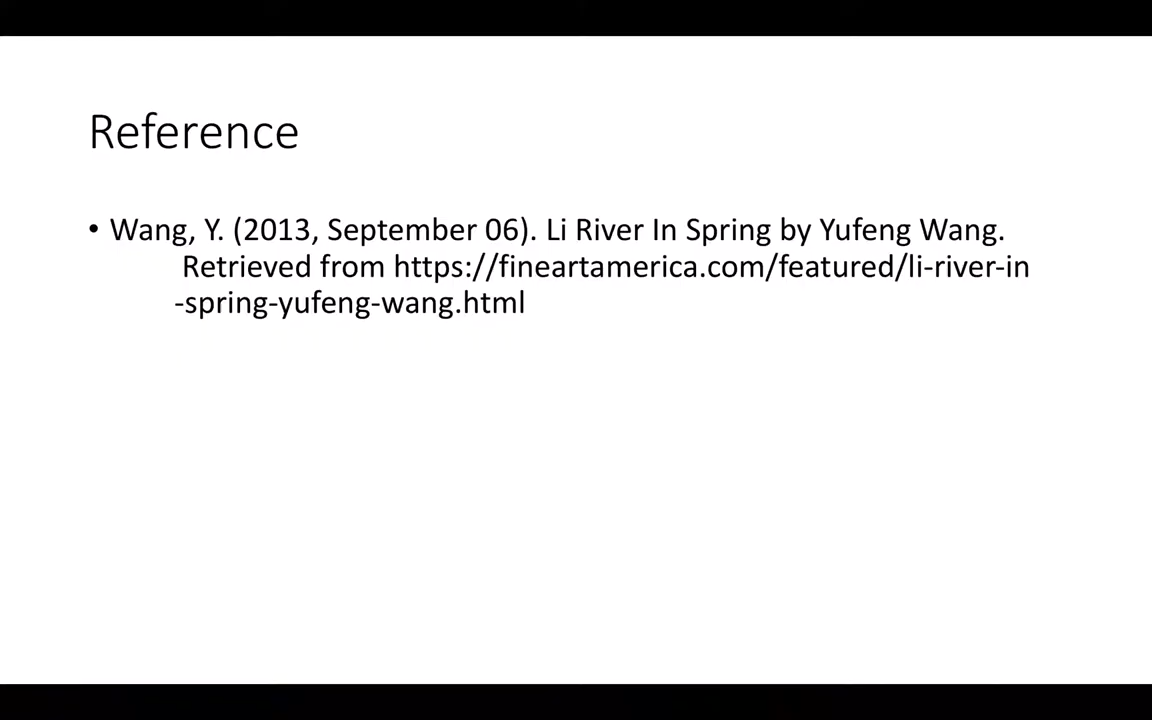 Reference
• Wang, Y. (2013, September 06). Li River In Spring by Yufeng Wang.
Retrieved from https://fineartamerica.com/featured/li-river-in
-spring-yufeng-wang.html